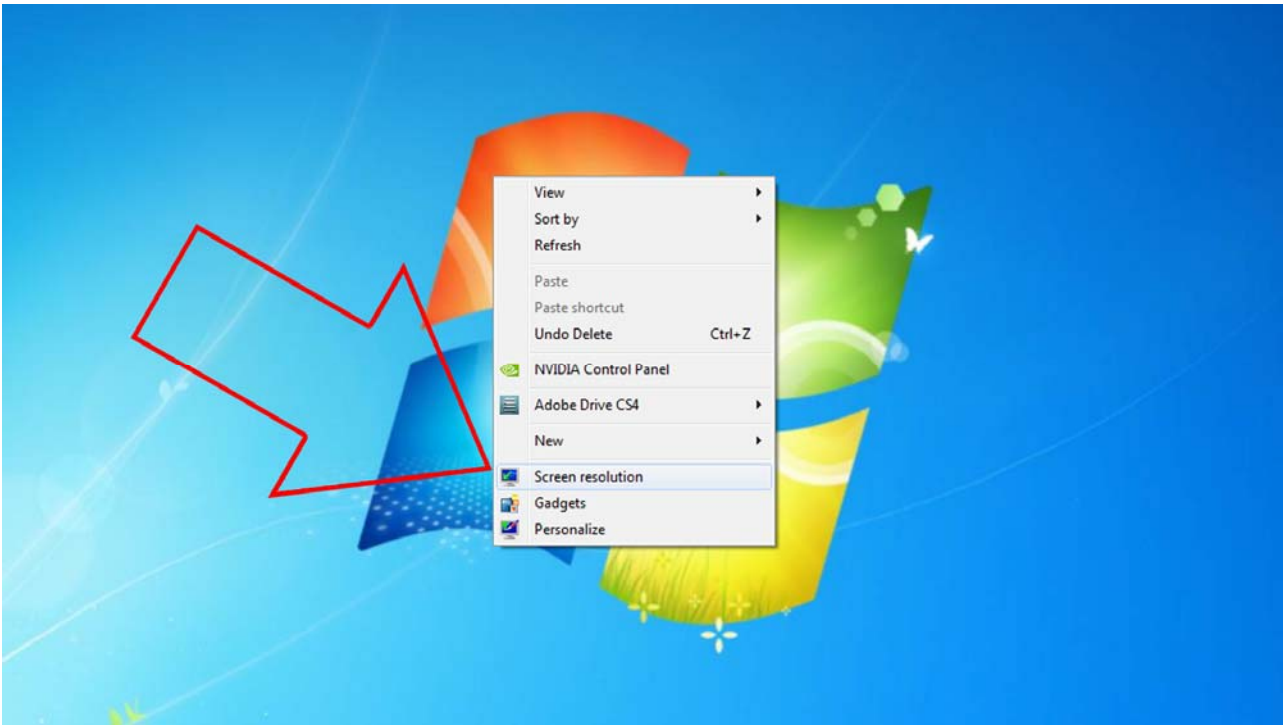 View
Sort by
Refresh
Paste
Paste shortcut
Undo Delete Ctrl+Z
NVIDIA Control Panel
Adobe Drive CS4
New
Screen resolution
Gadgets
Personalize